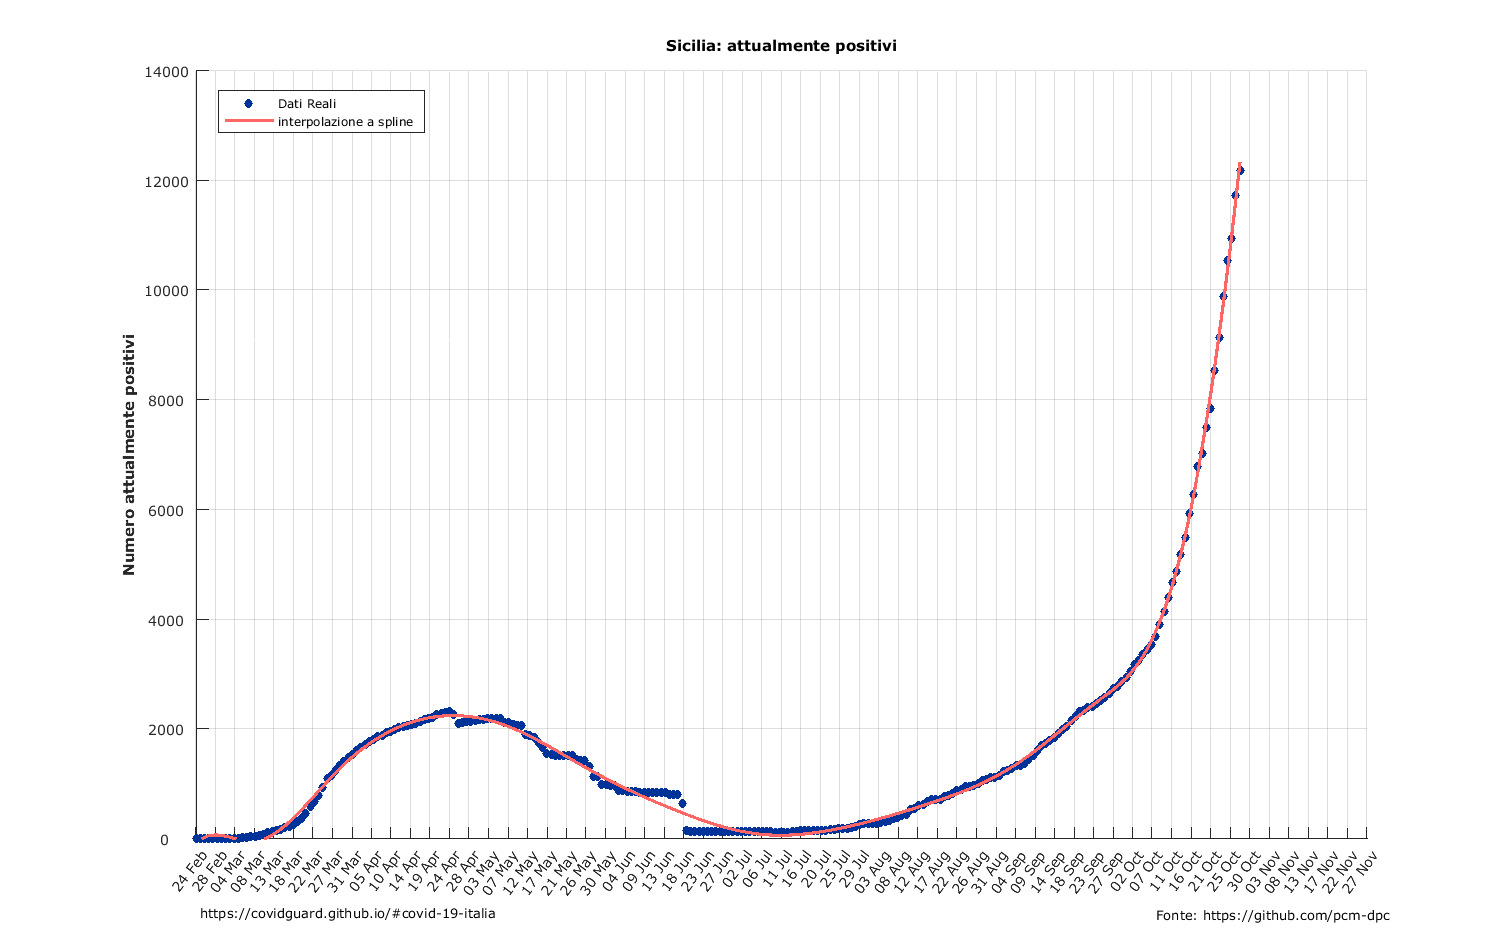 Sicilia: attualmente positivi
14000
12000
10000
8000
6000
4000
2000
0
Numero attualmente positivi
Dati Reali
interpolazione a spline
24 Feb
28 Feb
04 Mar
08 Mar
13 Mar
18 Mar
22 Mar
27 Mar
31 Mar
05 Apr
10 Apr
14 Apr
19 Apr
24 Apr
28 Apr
03 May
07 May
12 May
17 May
21 May
26 May
30 May
04 Jun
09 Jun
13 Jun
18 Jun
23 Jun
27 Jun
02 Jul
06 Jul
11 Jul
16 Jul
20 Jul
25 Jul
29 Jul
03 Aug
08 Aug
12 Aug
17 Aug
22 Aug
26 Aug
31 Aug
04 Sep
09 Sep
14 Sep
18 Sep
23 Sep
27 Sep
02 Oct
07 Oct
11 Oct
16 Oct
21 Oct
25 Oct
30 Oct
03 Nov
08 Nov
13 Nov
17 Nov
22 Nov
27 Nov
https://covidguard.github.io/#covid-19-italia
Fonte: https://github.com/pcm-dpc